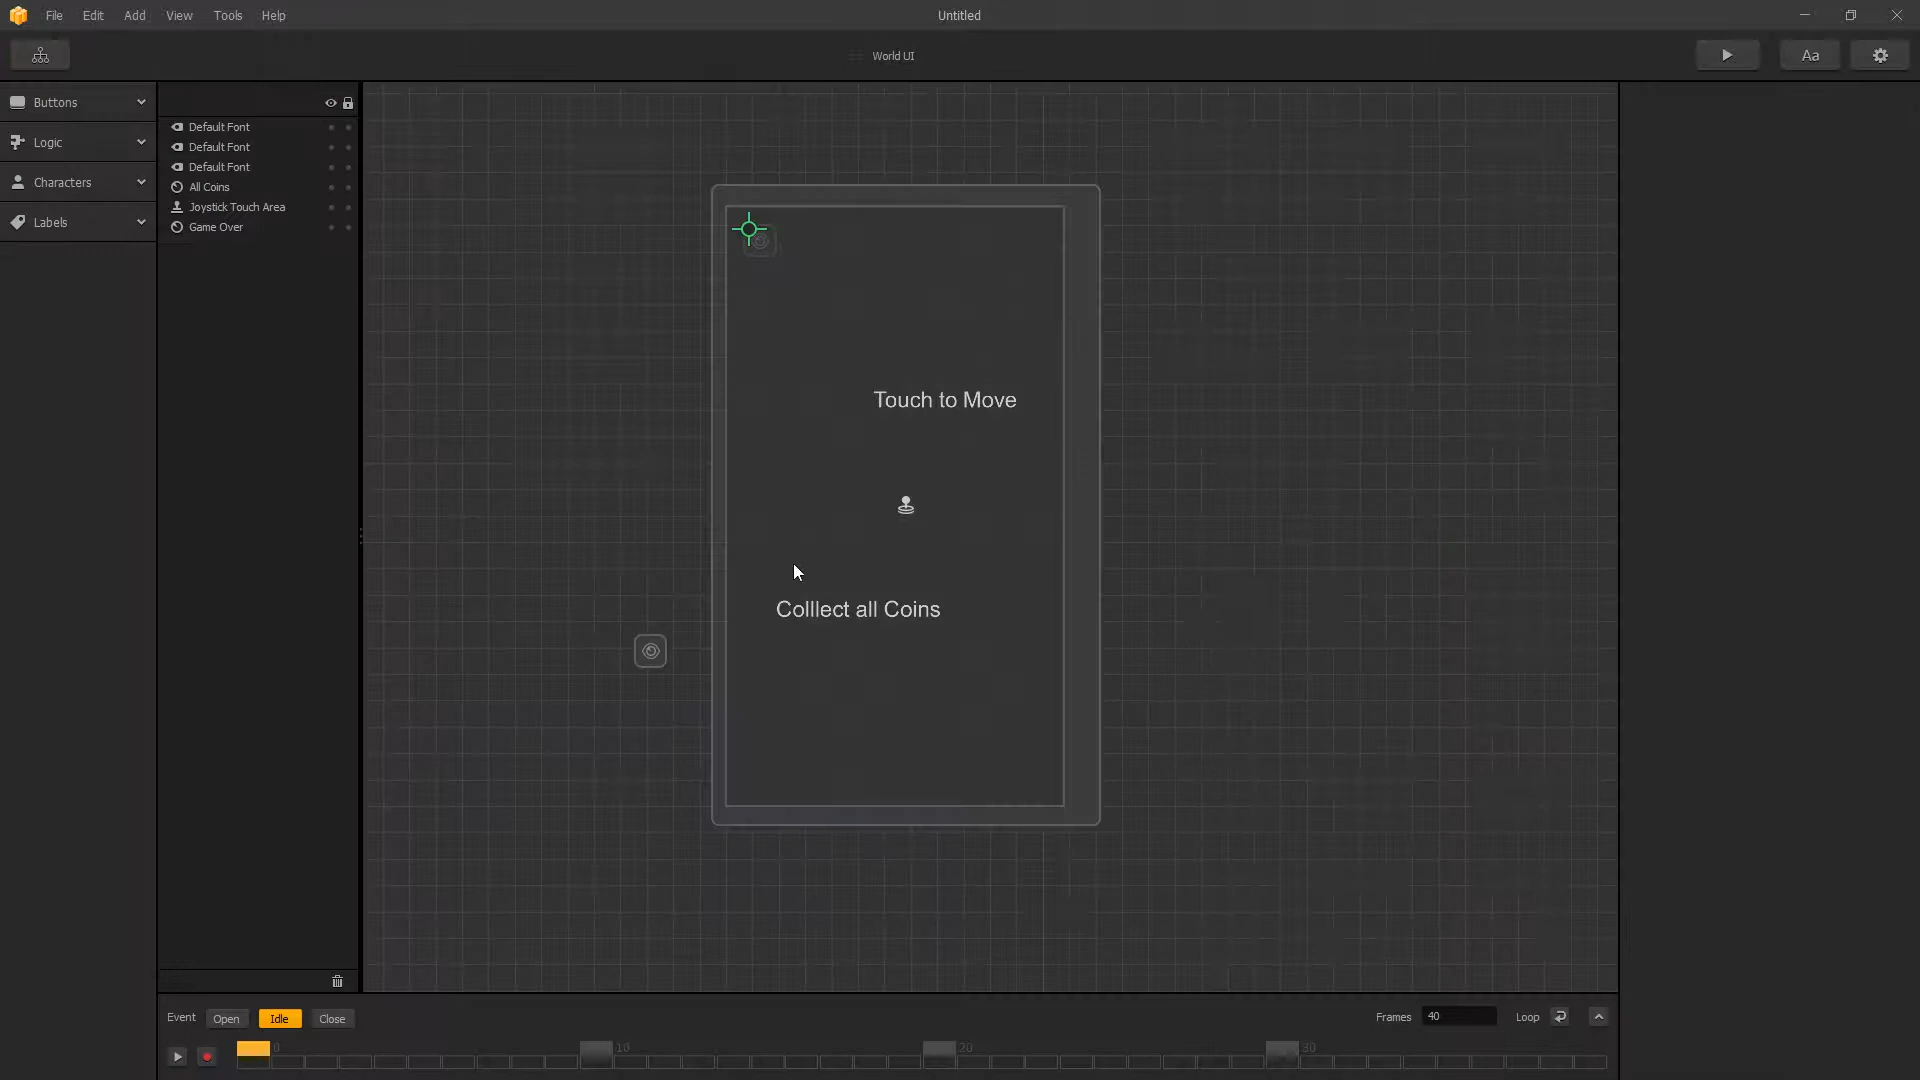 File Edit Add View Tools Help
Untitled
World UI
Aa
Buttons
Logic
Characters
Labels
Default Font
Default Font
Default Font
All Coins
Joystick Touch Area
Game Over
Touch to Move
Colllect all Coins
Event Open Idle Close
Frames 40 Loop
0 10 20 30